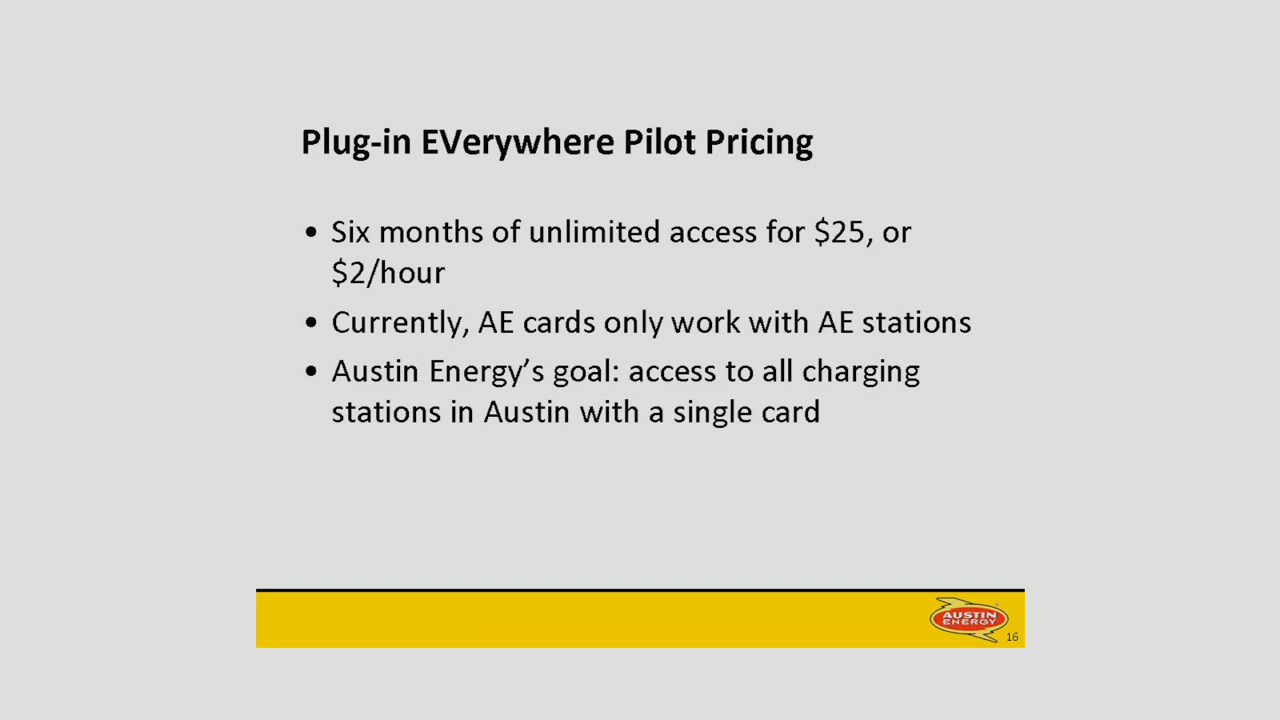 Plug-in EVerywhere Pilot Pricing
• Six months of unlimited access for $25, or
$2/hour
• Currently, AE cards only work with AE stations
• Austin Energy’s goal: access to all charging
stations in Austin with a single card
AUSTIN
ENERGY
16